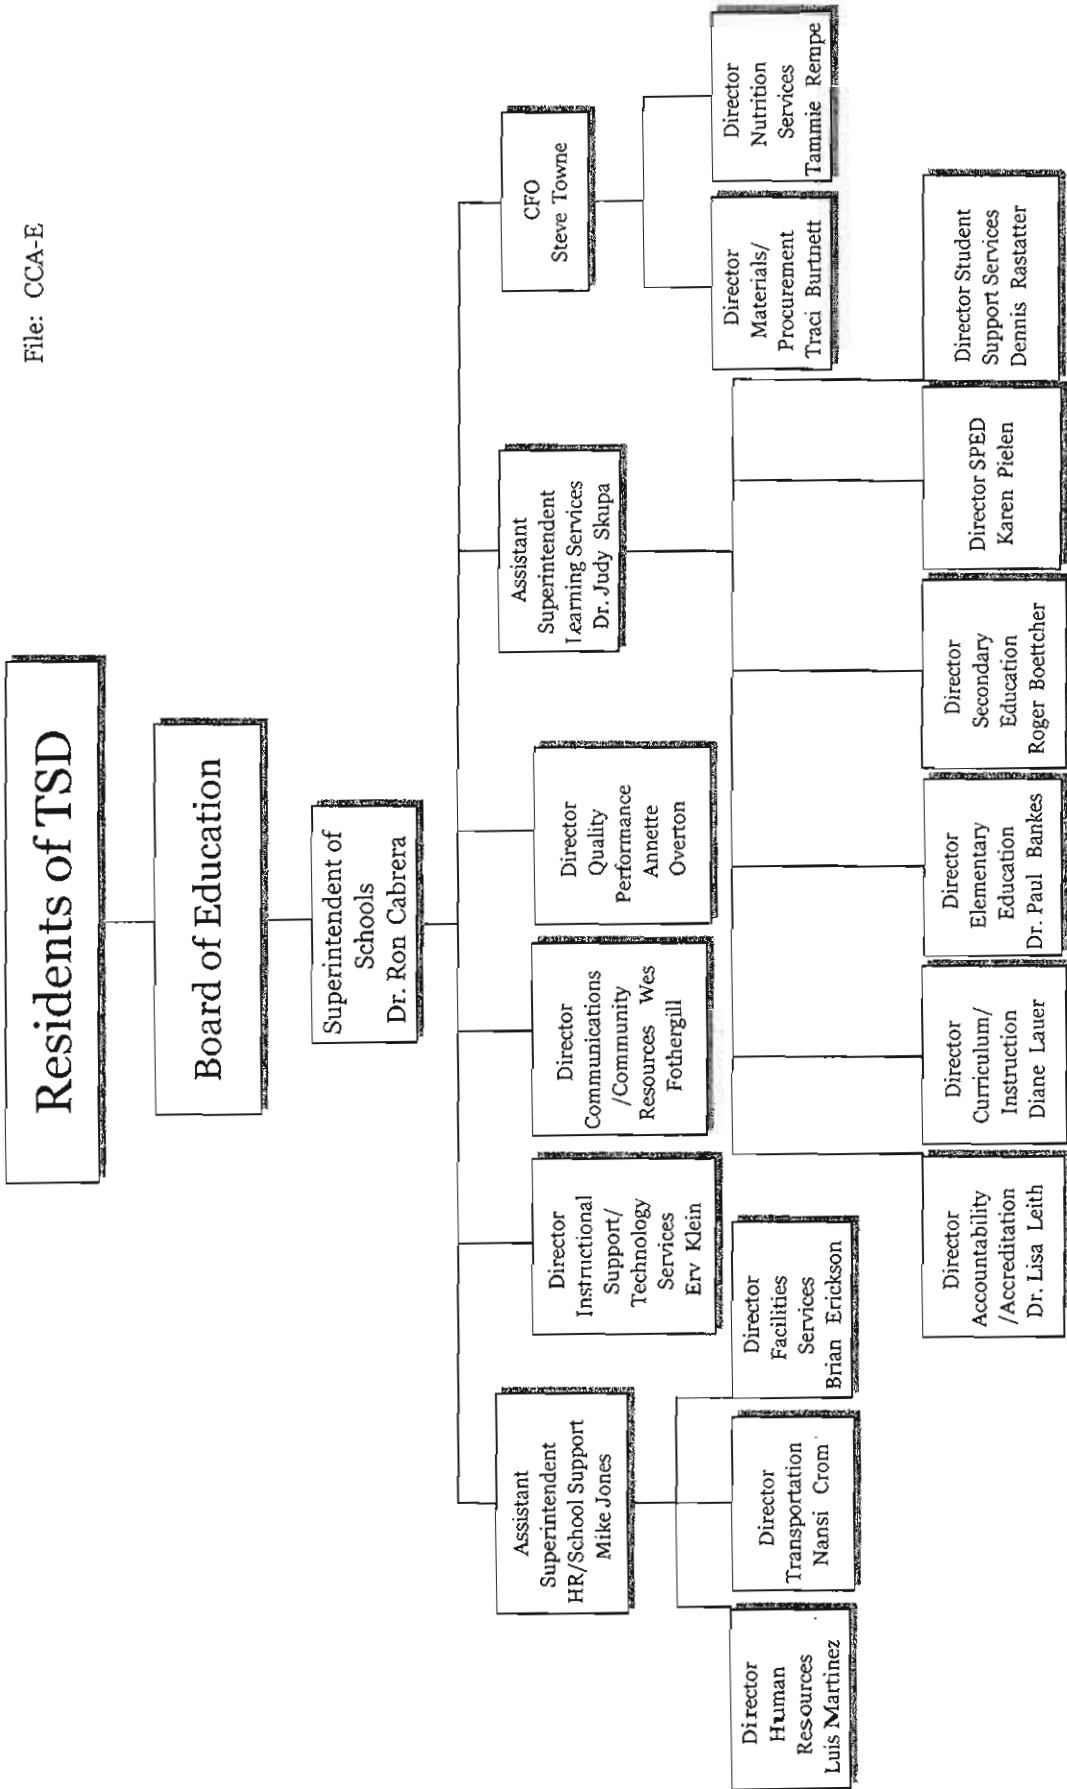 File: CCA-E
Residents of TSD
Board of Education
Superintendent of
Schools
Dr. Ron Cabrera
Assistant
Superintendent
HR/School Support
Mike Jones
Director
Instructional
Support/
Technology
Services
Erv Klein
Director
Communications
/Community
Resources Wes
Fothergill
Director
Quality
Performance
Annette
Overton
Assistant
Superintendent
Learning Services
Dr. Judy Skupa
CFO
Steve Towne
Director
Human
Resources
Luis Martinez
Director
Transportation
Nansi Crom
Director
Facilities
Services
Brian Erickson
Director
Materials/
Procurement
Traci Burtnett
Director
Nutrition
Services
Tammie Rempe
Director
Accountability
/Accreditation
Dr. Lisa Leith
Director
Curriculum/
Instruction
Diane Lauer
Director
Elementary
Education
Dr. Paul Bankes
Director
Secondary
Education
Roger Boettcher
Director SPED
Karen Pielen
Director Student
Support Services
Dennis Rastatter